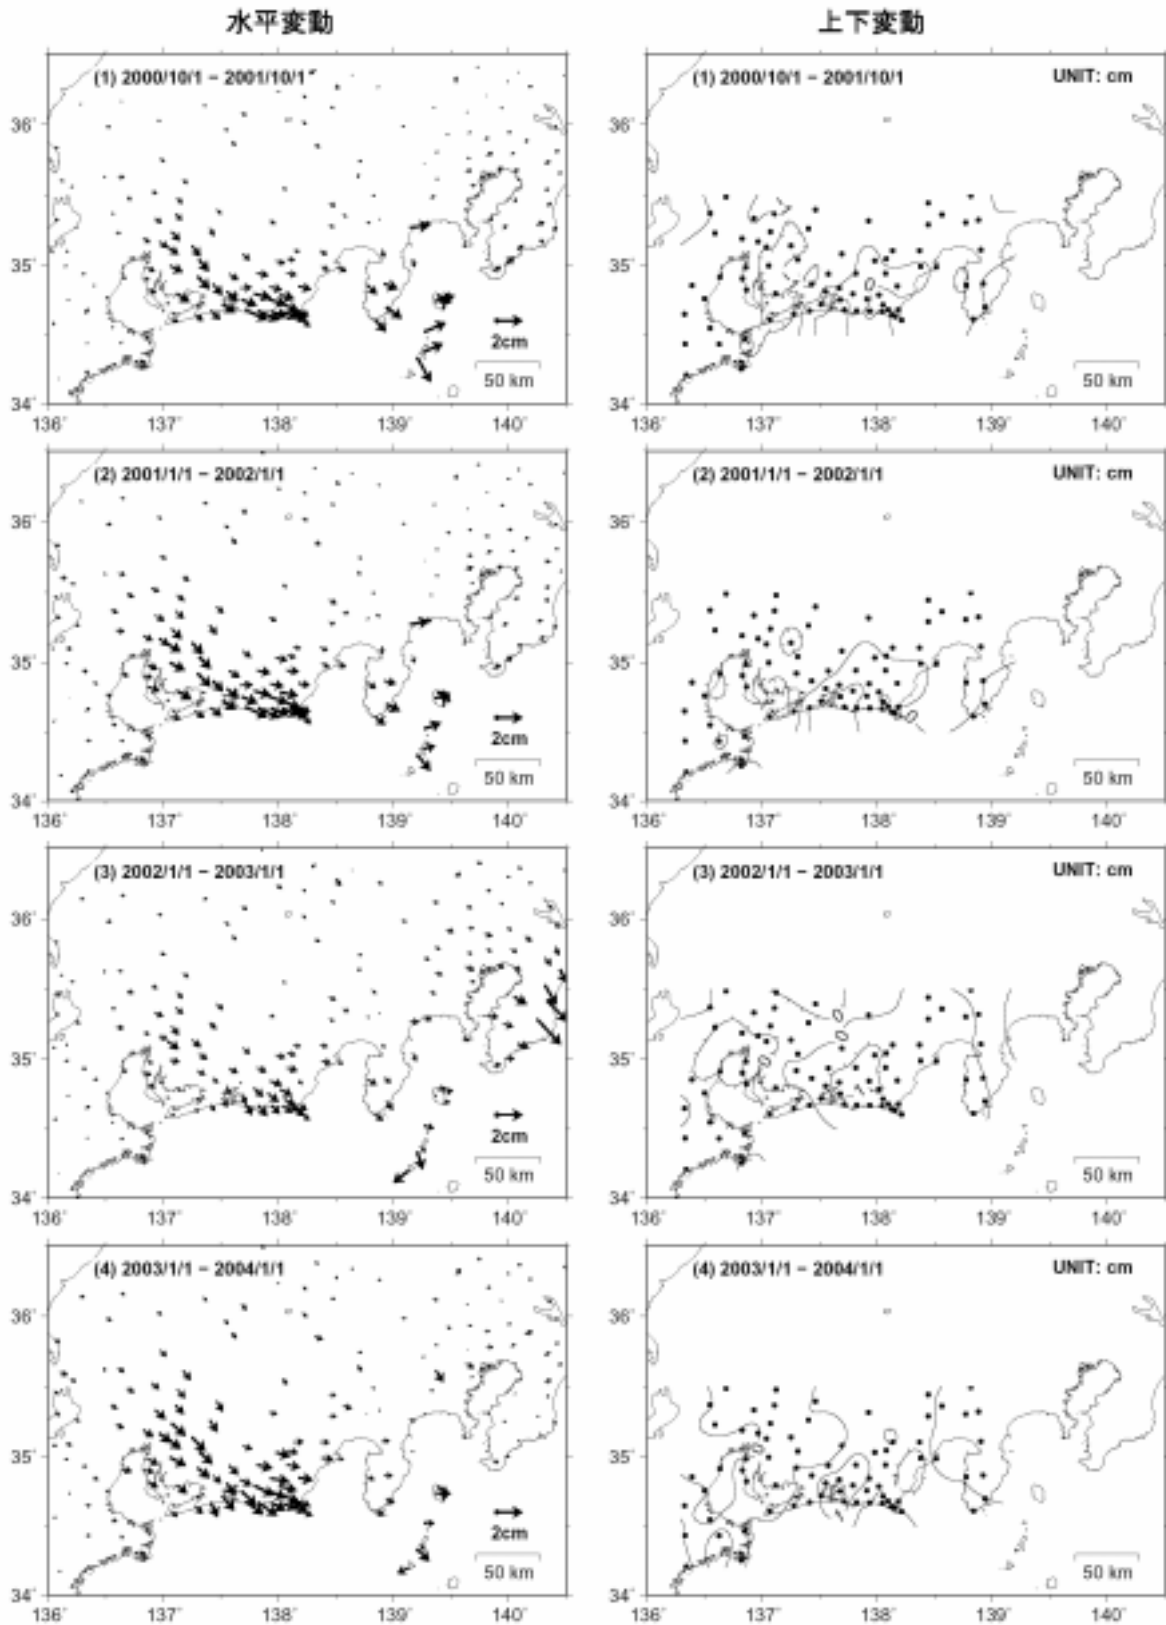 水平変動
上下変動
(1) 2000/10/1 – 2001/10/1
36°
35°
34°
2cm
50 km
136° 137° 138° 139° 140°
(1) 2000/10/1 – 2001/10/1 UNIT: cm
36°
35°
34°
50 km
136° 137° 138° 139° 140°
(2) 2001/1/1 – 2002/1/1
36°
35°
34°
2cm
50 km
136° 137° 138° 139° 140°
(2) 2001/1/1 – 2002/1/1 UNIT: cm
36°
35°
34°
50 km
136° 137° 138° 139° 140°
(3) 2002/1/1 – 2003/1/1
36°
35°
34°
2cm
50 km
136° 137° 138° 139° 140°
(3) 2002/1/1 – 2003/1/1 UNIT: cm
36°
35°
34°
50 km
136° 137° 138° 139° 140°
(4) 2003/1/1 – 2004/1/1
36°
35°
34°
2cm
50 km
136° 137° 138° 139° 140°
(4) 2003/1/1 – 2004/1/1 UNIT: cm
36°
35°
34°
50 km
136° 137° 138° 139° 140°